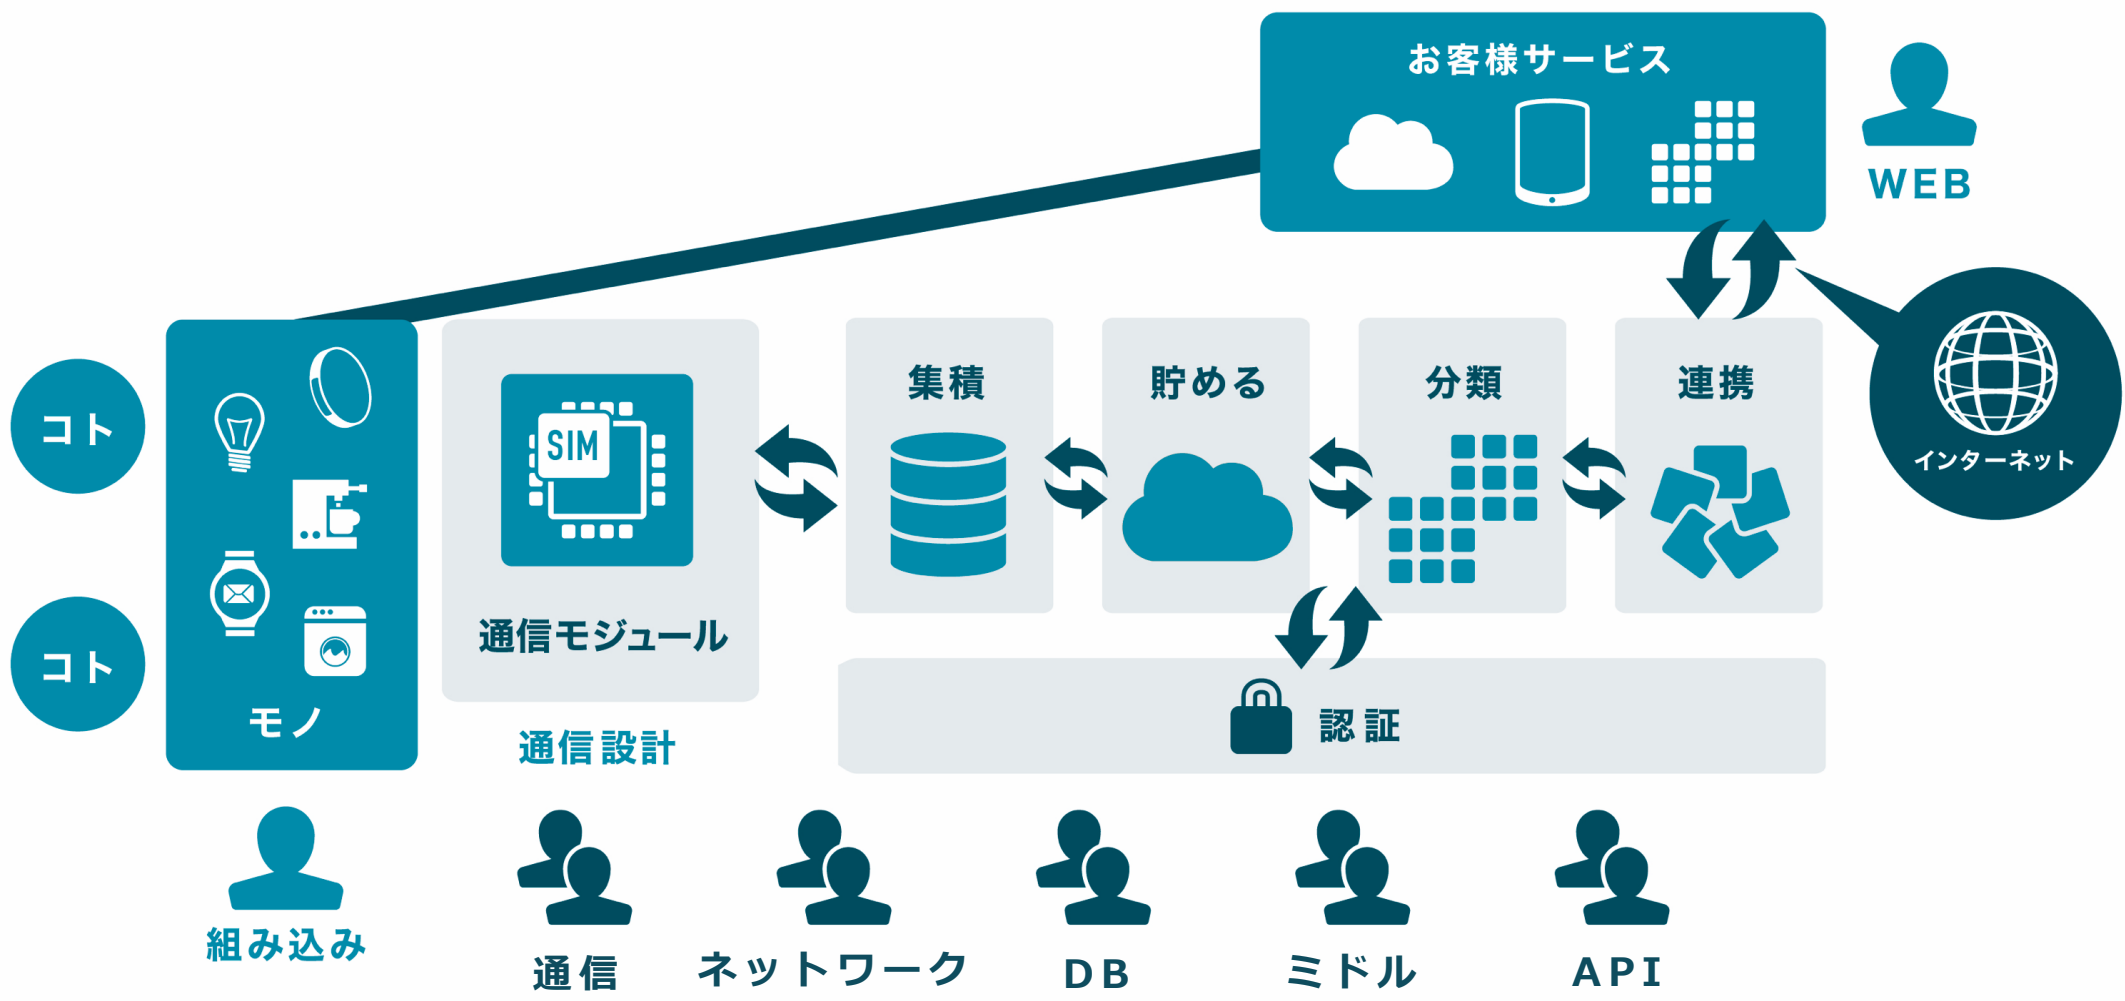 お客様サービス
WEB
インターネット
コト
コト
モノ
SIM
通信モジュール
通信設計
集積
貯める
分類
連携
認証
組み込み
通信
ネットワーク
DB
ミドル
API